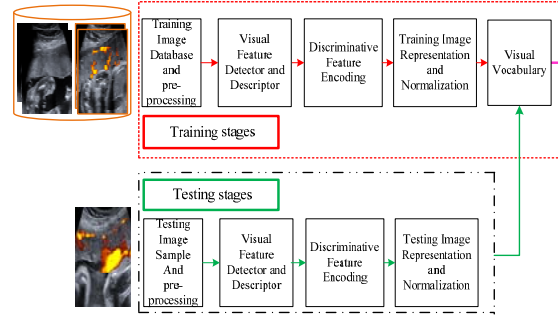 Training
Image
Database
and
pre-
processing
Visual
Feature
Detector and
Descriptor
Discriminative
Feature
Encoding
Training Image
Representation
and
Normalization
Visual
Vocabulary
Training stages
Testing stages
Testing
Image
Sample
And
pre-
processing
Visual
Feature
Detector and
Descriptor
Discriminative
Feature
Encoding
Testing Image
Representation
and
Normalization